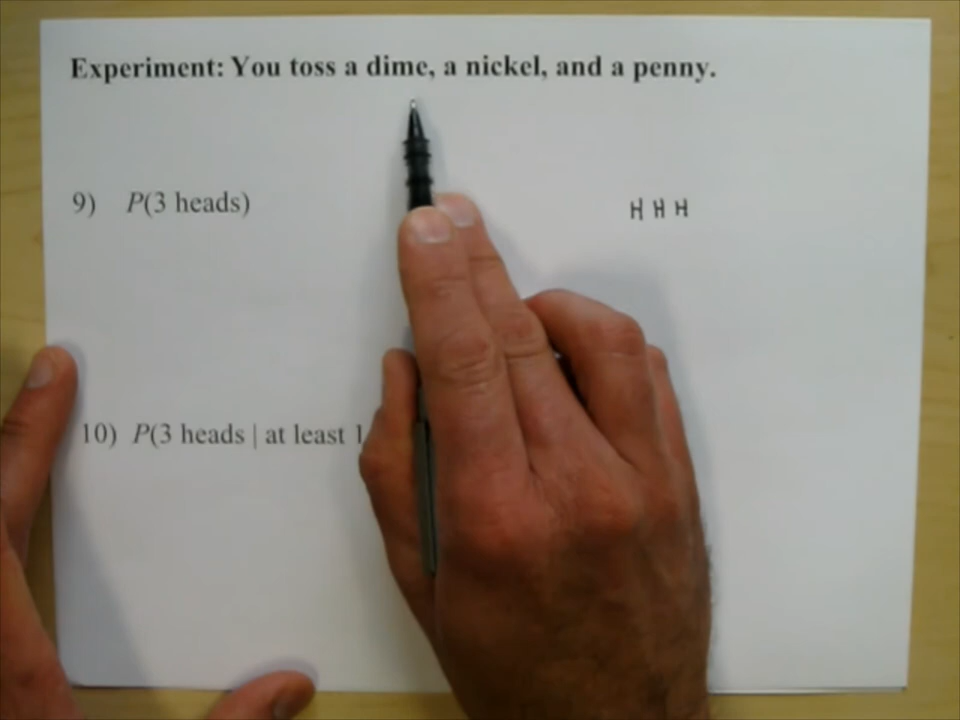 Experiment: You toss a dime, a nickel, and a penny.
9) P(3 heads)
H H H
10) P(3 heads | at least 1